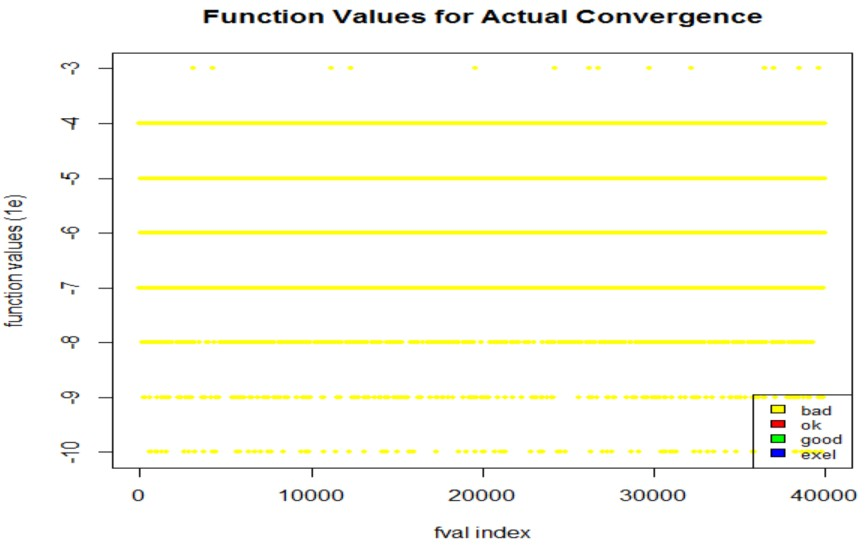 Function Values for Actual Convergence
function values (1e)
-3
-4
-5
-6
-7
-8
-9
-10
bad
ok
good
exel
0 10000 20000 30000 40000
fval index